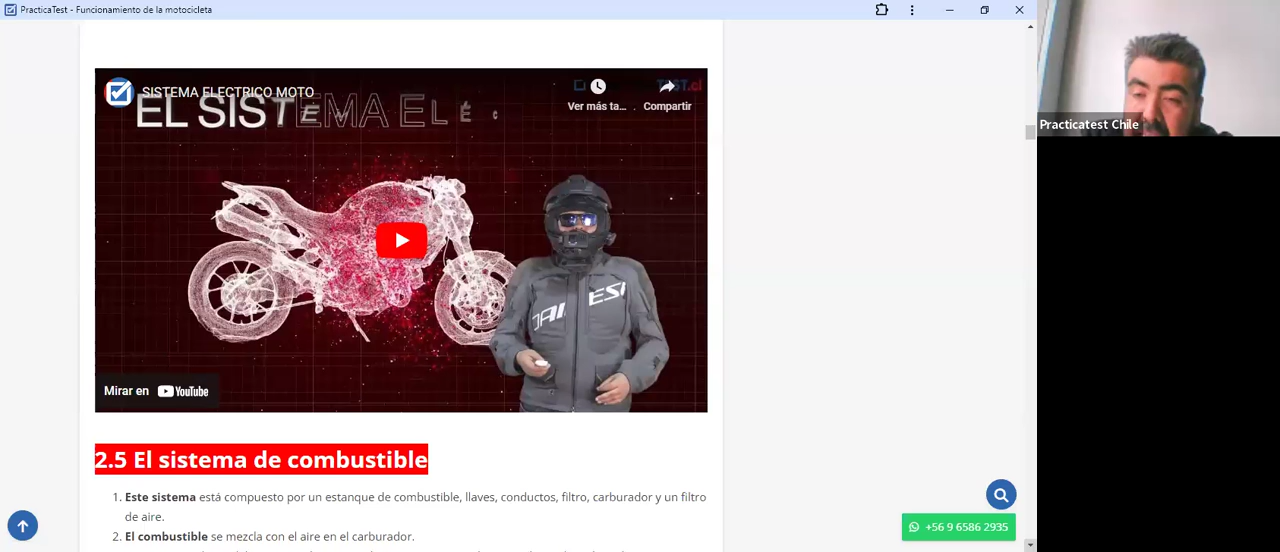 PracticaTest - Funcionamiento de la motocicleta
SISTEMA ELECTRICO MOTO
EL SISTEMA ELÉC
TEST.cl
Ver más ta...
Compartir
Practicatest Chile
Mirar en YouTube
2.5 El sistema de combustible
1. Este sistema está compuesto por un estanque de combustible, llaves, conductos, filtro, carburador y un filtro
de aire.
2. El combustible se mezcla con el aire en el carburador.
+56 9 6586 2935